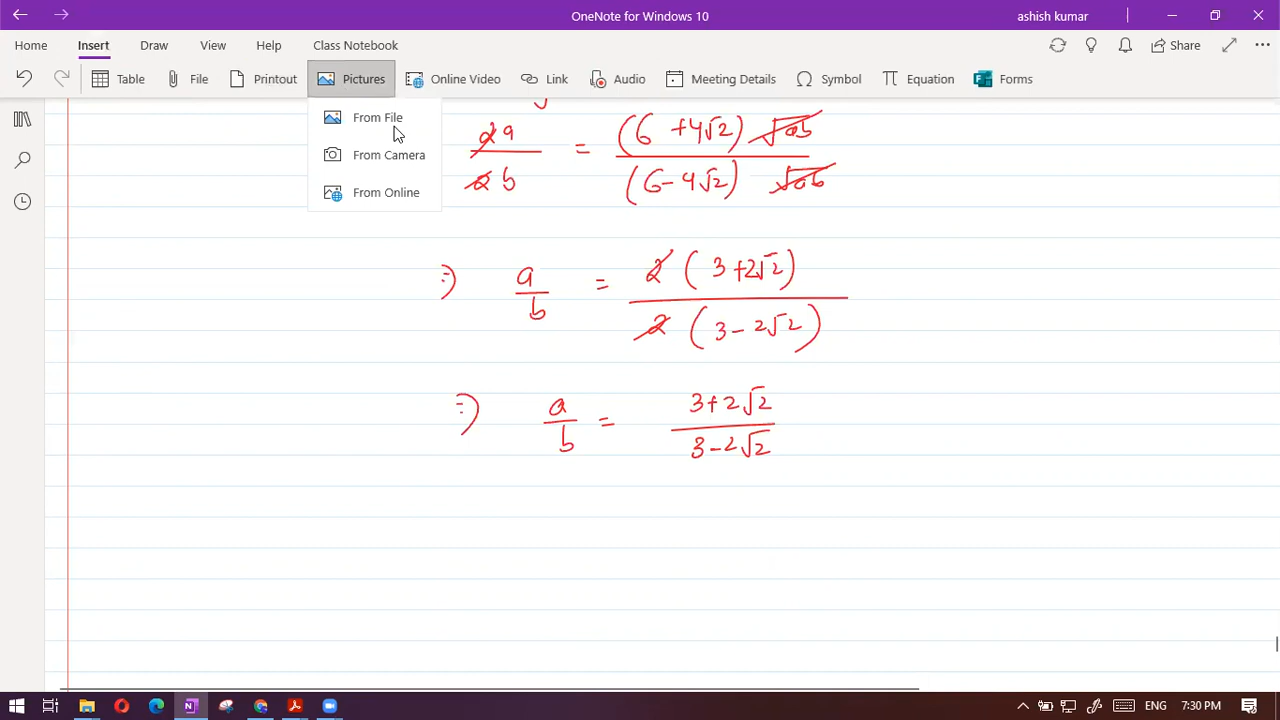 OneNote for Windows 10
ashish kumar
Home Insert Draw View Help Class Notebook
Share
Table File Printout Pictures Online Video Link Audio Meeting Details Symbol Equation Forms
From File
From Camera
From Online
2a/2b = (6 + 4√2) √ab / (6 - 4√2) √ab
⇒ a/b = 2 (3 + 2√2) / 2 (3 - 2√2)
⇒ a/b = 3 + 2√2 / 3 - 2√2
ENG 7:30 PM